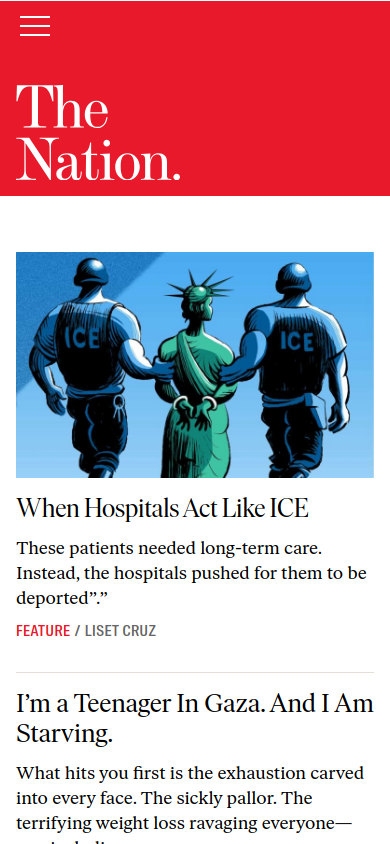 The
Nation.
ICE
ICE
When Hospitals Act Like ICE
These patients needed long-term care.
Instead, the hospitals pushed for them to be
deported”.”
FEATURE / LISET CRUZ
I’m a Teenager In Gaza. And I Am
Starving.
What hits you first is the exhaustion carved
into every face. The sickly pallor. The
terrifying weight loss ravaging everyone—